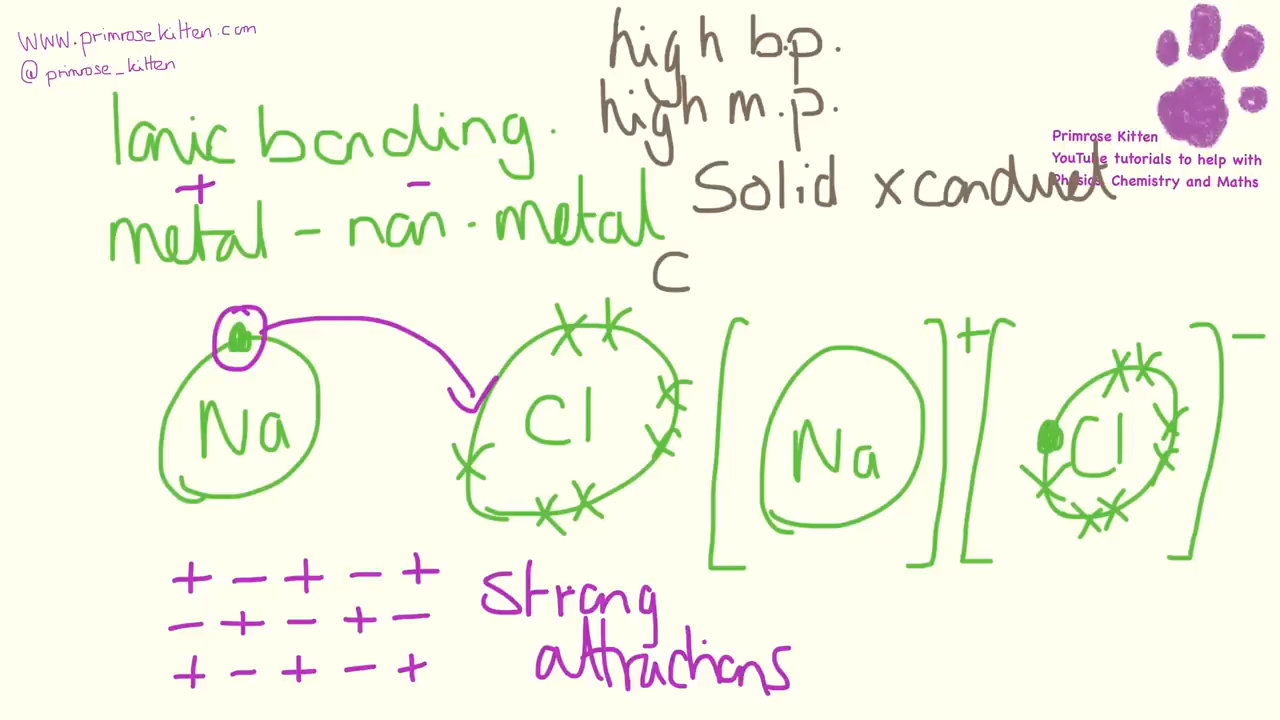 www.primrosekitten.com
@primrose_kitten
high b.p.
high m.p.
Primrose Kitten
YouTube tutorials to help with
Physics Chemistry and Maths
Ionic bonding.
Solid x conduct
+ -
metal - non-metal
C
Na
Cl
[Na]+ [Cl]-
+ - + - +
- + - + -
+ - + - +
Strong
attractions